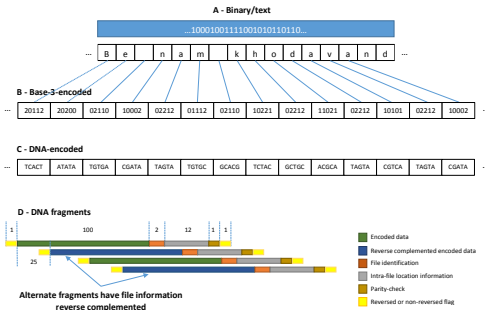 A - Binary/text
...1000100111100101011 0110...
... B e n a m k h o d a v a n d ...
B - Base-3-encoded
... 20112 20200 02110 10002 02212 01112 02110 10221 02212 11021 02212 10101 02212 10002 ...
C - DNA-encoded
... TCACT ATATA TGTGA CGATA TAGTA TGTGC GCACG TCTAC GCTGC ACGCA TAGTA CGTCA TAGTA CGATA ...
D - DNA fragments
1 100 2 12 1 1
25
Alternate fragments have file information
reverse complemented
Encoded data
Reverse complemented encoded data
File identification
Intra-file location information
Parity-check
Reversed or non-reversed flag